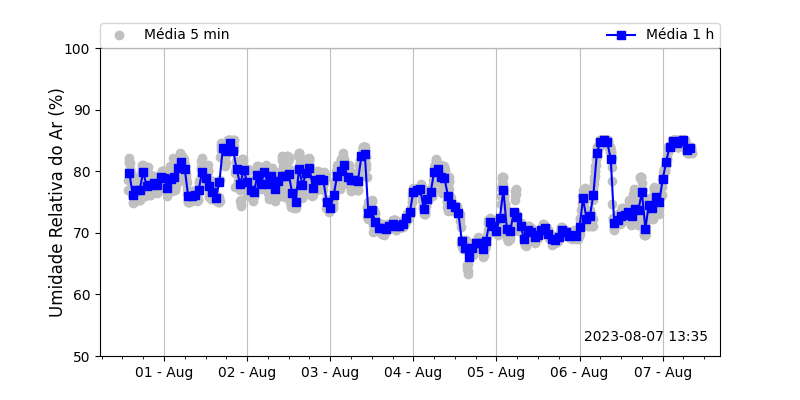 Média 5 min Média 1 h
Umidade Relativa do Ar (%)
100
90
80
70
60
50
2023-08-07 13:35
01 - Aug 02 - Aug 03 - Aug 04 - Aug 05 - Aug 06 - Aug 07 - Aug